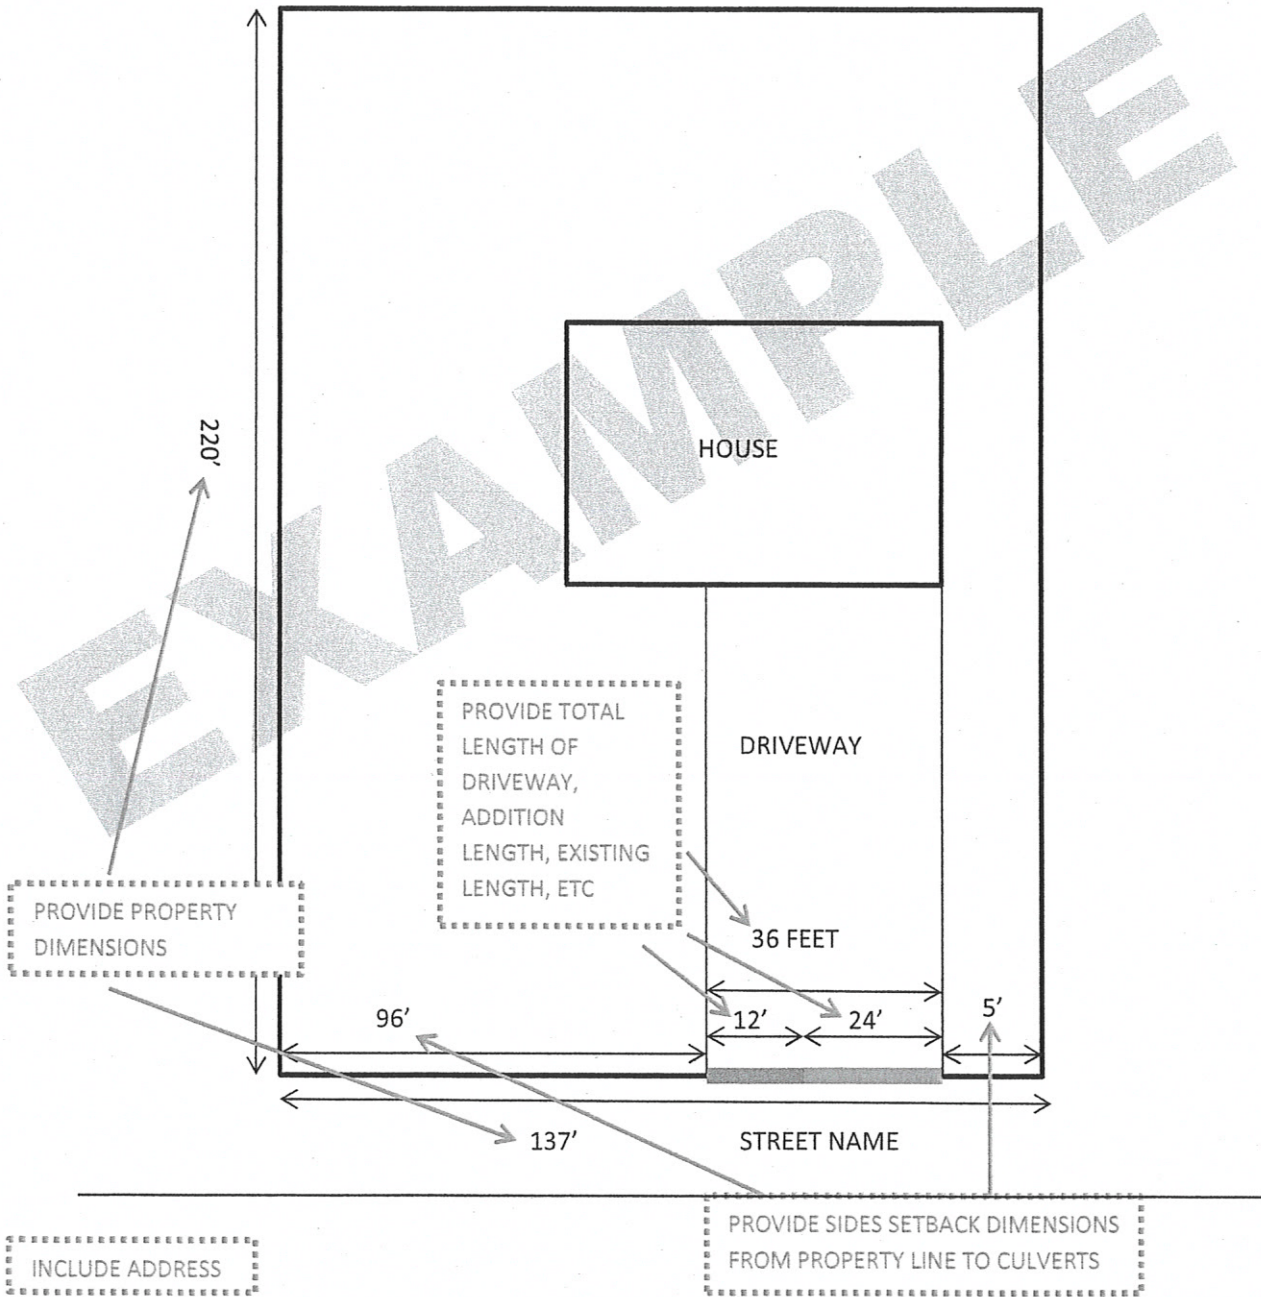 EXAMPLE
220'
HOUSE
PROVIDE TOTAL
LENGTH OF
DRIVEWAY,
ADDITION
LENGTH, EXISTING
LENGTH, ETC
DRIVEWAY
PROVIDE PROPERTY
DIMENSIONS
36 FEET
96'
12'
24'
5'
137'
STREET NAME
PROVIDE SIDES SETBACK DIMENSIONS
FROM PROPERTY LINE TO CULVERTS
INCLUDE ADDRESS